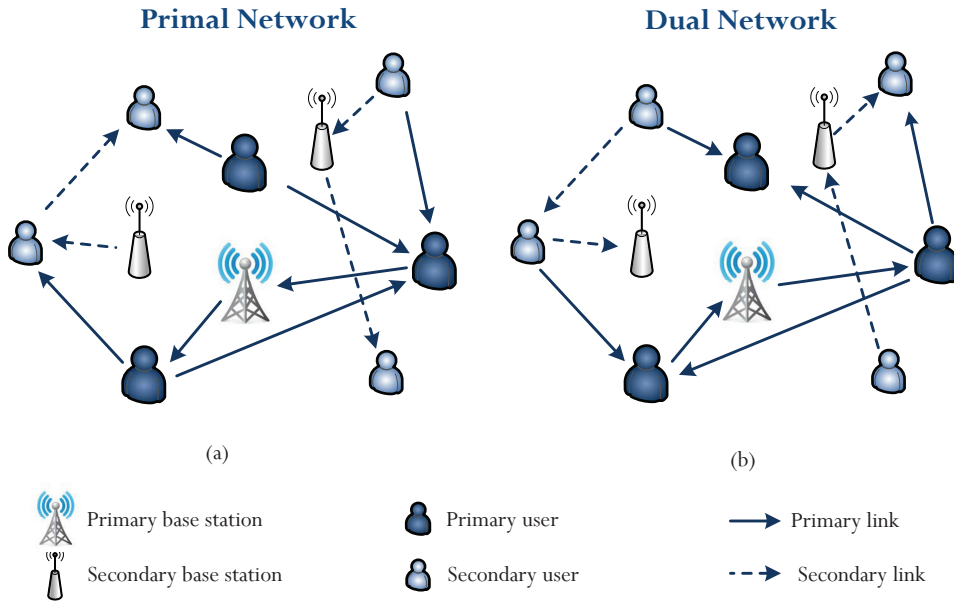 Primal Network
Dual Network
(a)
(b)
Primary base station
Primary user
Primary link
Secondary base station
Secondary user
Secondary link